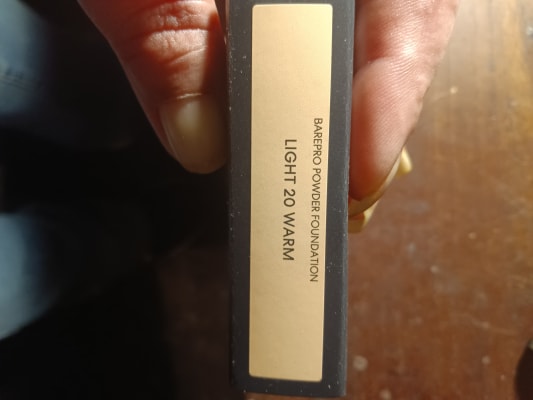 BAREPRO POWDER FOUNDATION
LIGHT 20 WARM